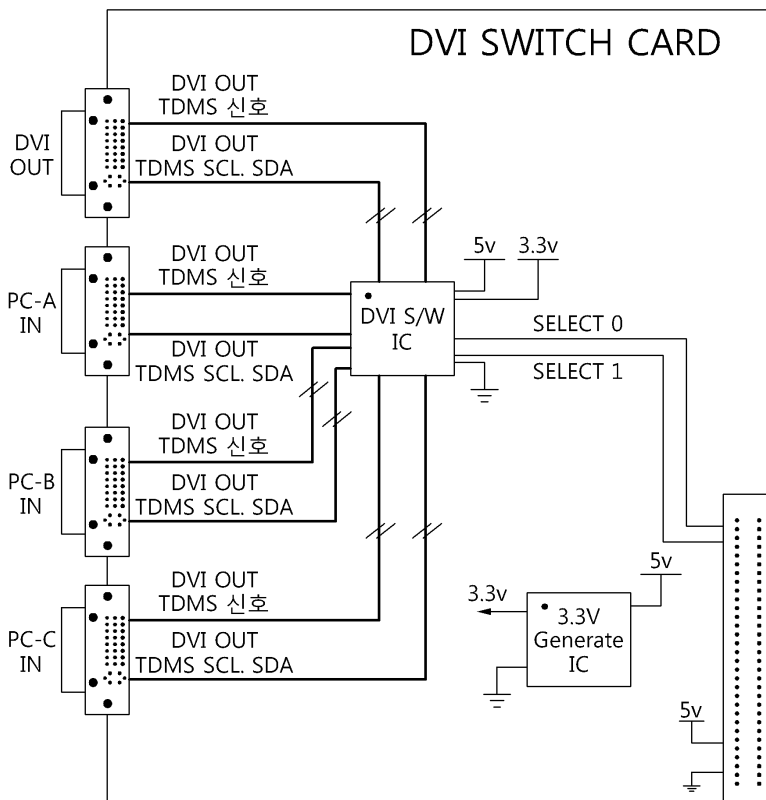 DVI SWITCH CARD
DVI OUT
TDMS 신호
DVI
OUT
DVI OUT
TDMS SCL. SDA
DVI OUT
TDMS 신호
PC-A
IN
DVI OUT
TDMS SCL. SDA
5v
3.3v
DVI S/W
IC
SELECT 0
SELECT 1
DVI OUT
TDMS 신호
PC-B
IN
DVI OUT
TDMS SCL. SDA
DVI OUT
TDMS 신호
PC-C
IN
DVI OUT
TDMS SCL. SDA
3.3v
5v
3.3V
Generate
IC
5v